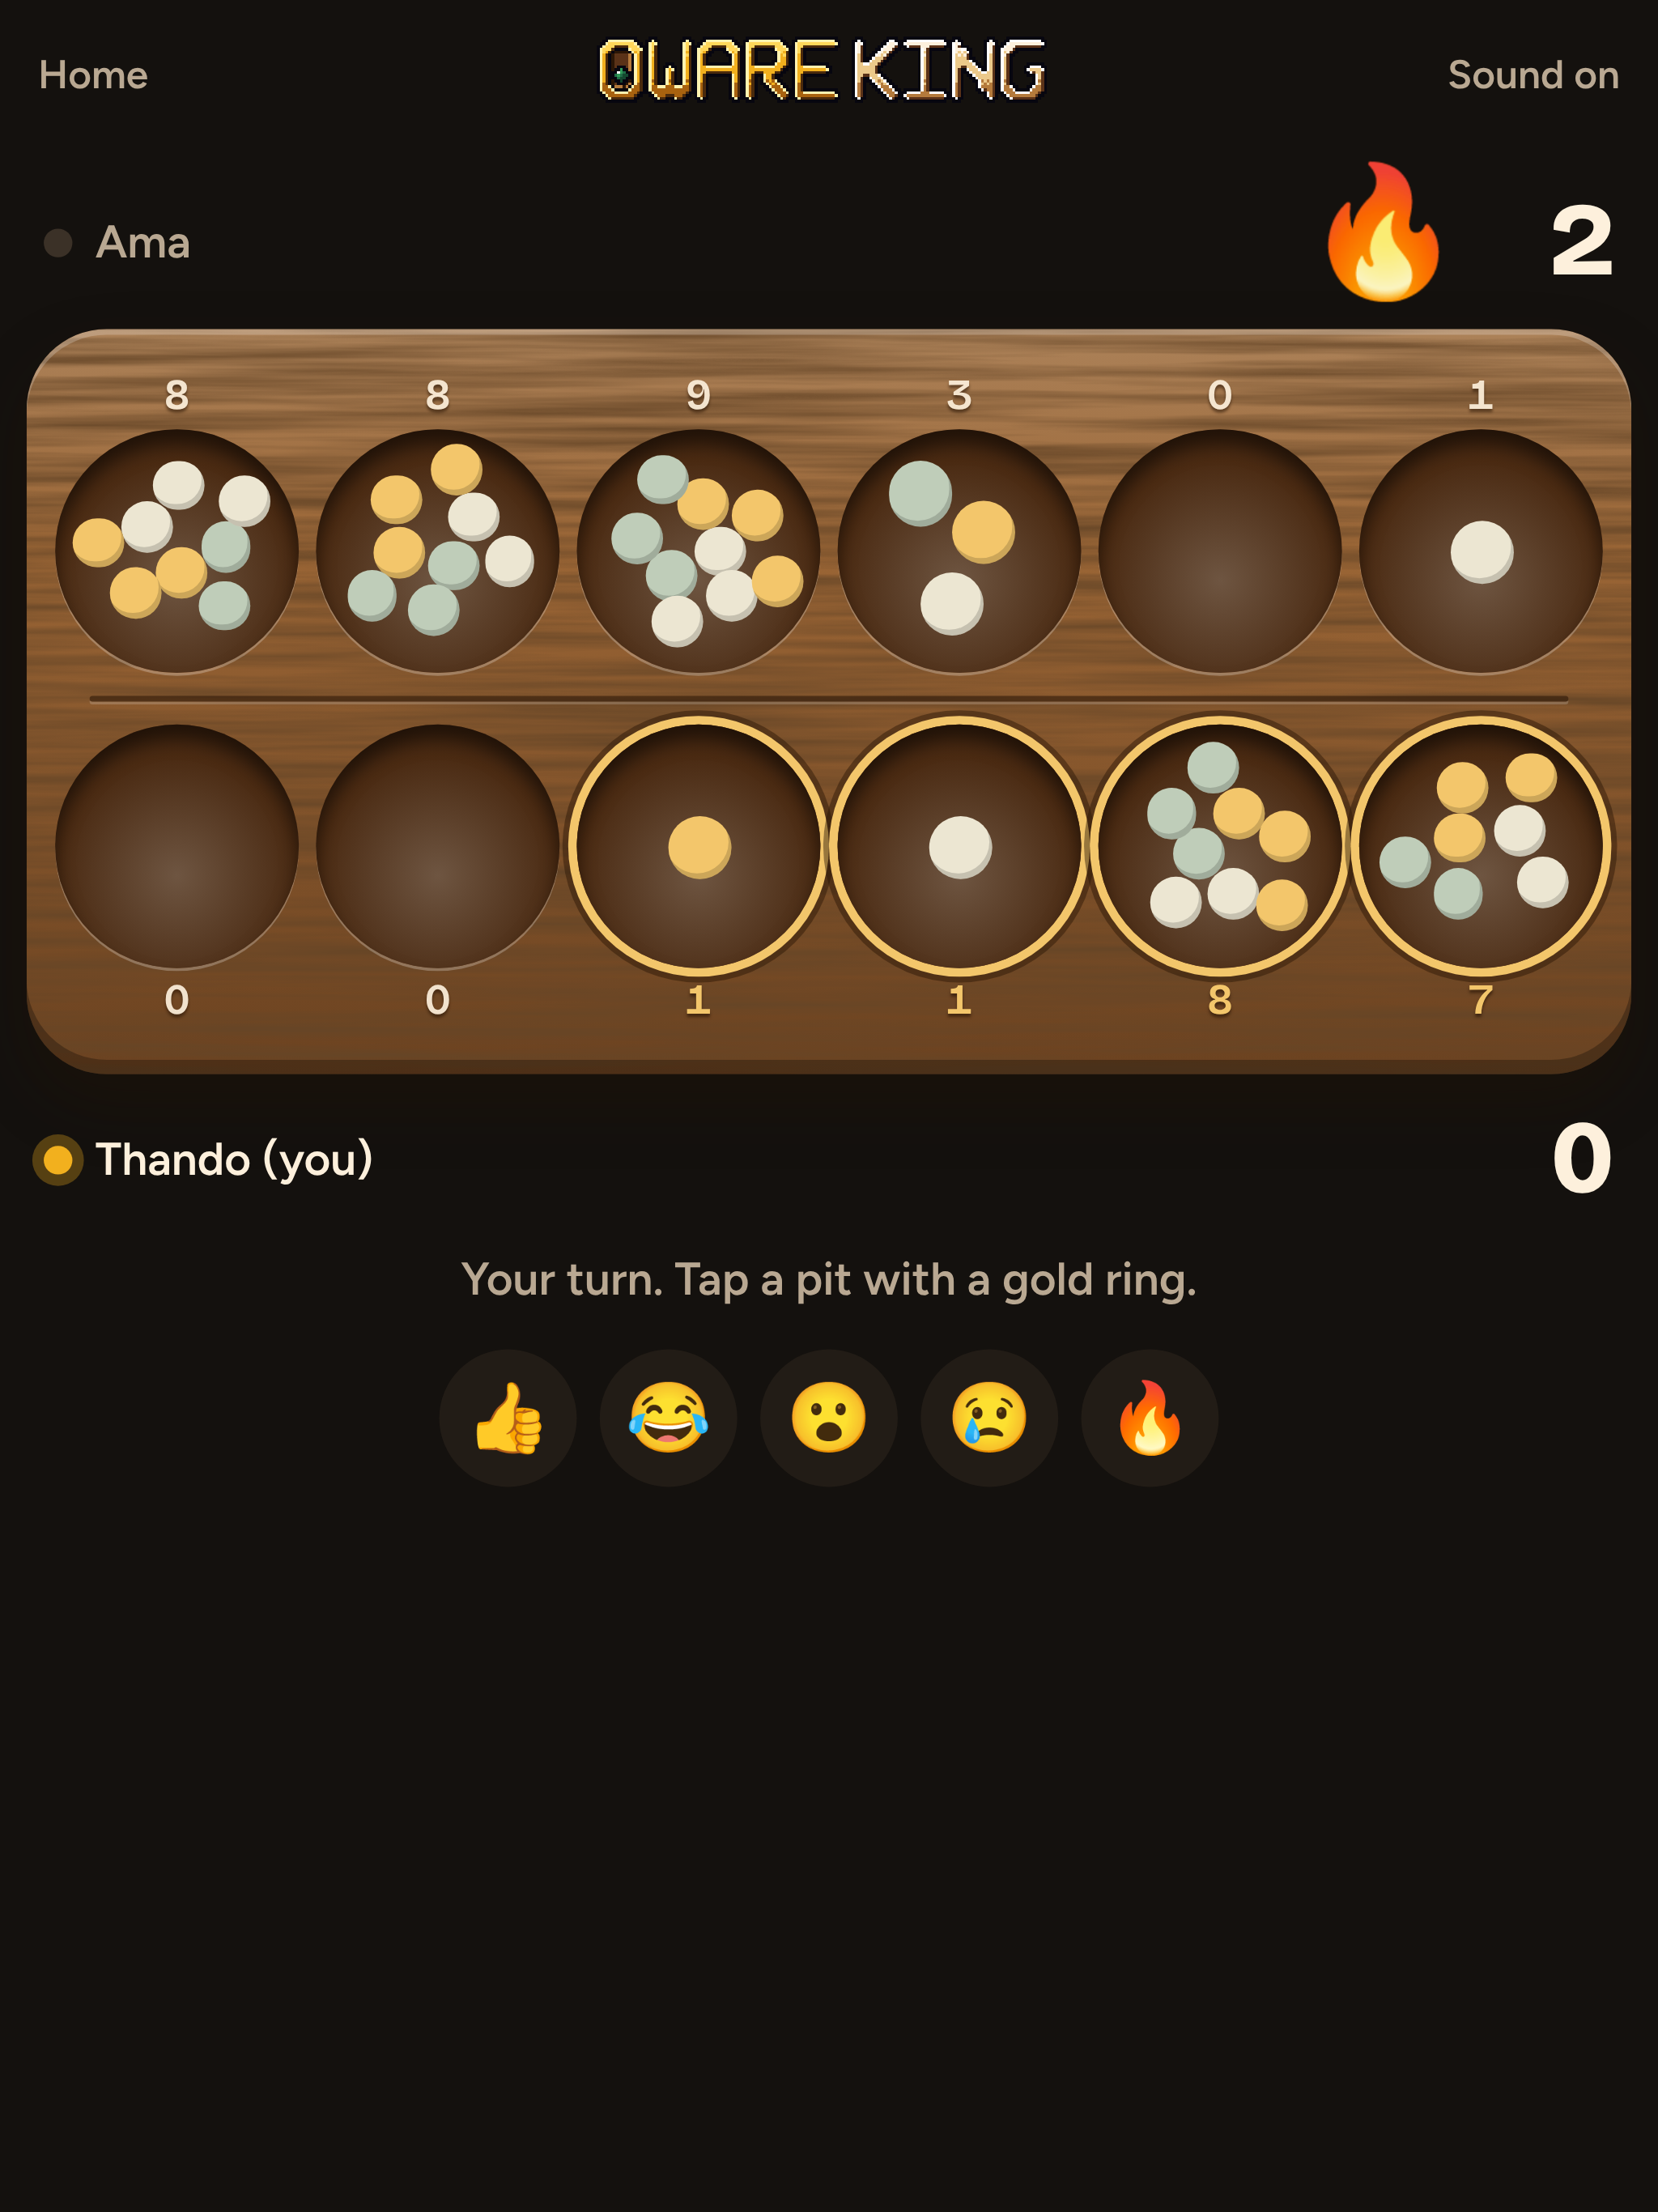 Home
OWARE KING
Sound on
Ama
2
8 8 9 3 0 1
0 0 1 1 8 7
Thando (you)
0
Your turn. Tap a pit with a gold ring.